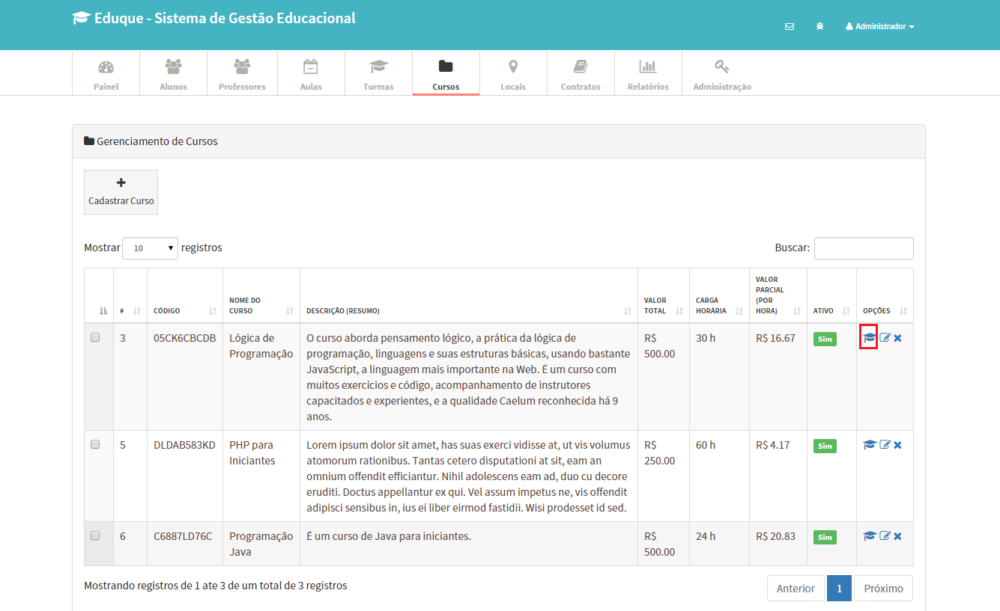 Eduque - Sistema de Gestão Educacional
Administrador
Painel
Alunos
Professores
Aulas
Turmas
Cursos
Locais
Contratos
Relatórios
Administração
Gerenciamento de Cursos
Cadastrar Curso
Mostrar 10 registros
Buscar:
#
CÓDIGO
NOME DO
CURSO
DESCRIÇÃO (RESUMO)
VALOR
TOTAL
CARGA
HORÁRIA
VALOR
PARCIAL
(POR
HORA)
ATIVO
OPÇÕES
3
05CK6CBCDB
Lógica de
Programação
O curso aborda pensamento lógico, a prática da lógica de
programação, linguagens e suas estruturas básicas, usando bastante
JavaScript, a linguagem mais importante na Web. É um curso com
muitos exercícios e código, acompanhamento de instrutores
capacitados e experientes, e a qualidade Caelum reconhecida há 9
anos.
R$
500.00
30 h
R$ 16.67
Sim
5
DLDAB583KD
PHP para
Iniciantes
Lorem ipsum dolor sit amet, has suas exerci vidisse at, ut vis volumus
atomorum rationibus. Tantas cetero disputationi at sit, eam an
omnium offendit efficiantur. Nihil adolescens eam ad, duo cu decore
eruditi. Doctus appellantur ex qui. Vel assum impetus ne, vis offendit
adipisci sensibus in, ius ei liber eirmod fastidii. Wisi prodesset id sed.
R$
250.00
60 h
R$ 4.17
Sim
6
C6887LD76C
Programação
Java
É um curso de Java para iniciantes.
R$
500.00
24 h
R$ 20.83
Sim
Mostrando registros de 1 ate 3 de um total de 3 registros
Anterior
1
Próximo